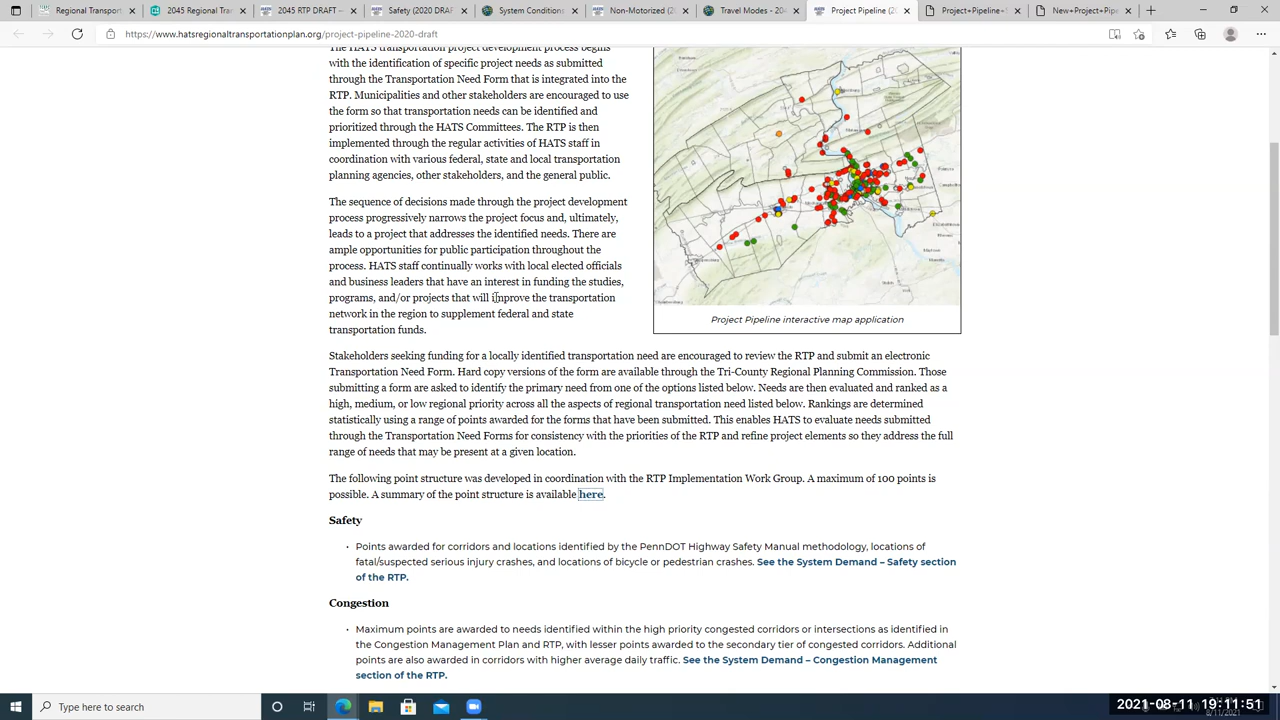 Regional Transport
2045 Regional Tran
2045 RTP DRAFT –
Safety (2020 DRAF
System Conditions
Non-Motorized (20
Travel Modes - 204
Project Pipeline (20
Project+Pipeline+
New+Project+Pipe
https://www.hatsregionaltransportationplan.org/project-pipeline-2020-draft
The HATS transportation project development process begins
with the identification of specific project needs as submitted
through the Transportation Need Form that is integrated into the
RTP. Municipalities and other stakeholders are encouraged to use
the form so that transportation needs can be identified and
prioritized through the HATS Committees. The RTP is then
implemented through the regular activities of HATS staff in
coordination with various federal, state and local transportation
planning agencies, other stakeholders, and the general public.
The sequence of decisions made through the project development
process progressively narrows the project focus and, ultimately,
leads to a project that addresses the identified needs. There are
ample opportunities for public participation throughout the
process. HATS staff continually works with local elected officials
and business leaders that have an interest in funding the studies,
programs, and/or projects that will improve the transportation
network in the region to supplement federal and state
transportation funds.
Project Pipeline interactive map application
Stakeholders seeking funding for a locally identified transportation need are encouraged to review the RTP and submit an electronic
Transportation Need Form. Hard copy versions of the form are available through the Tri-County Regional Planning Commission. Those
submitting a form are asked to identify the primary need from one of the options listed below. Needs are then evaluated and ranked as a
high, medium, or low regional priority across all the aspects of regional transportation need listed below. Rankings are determined
statistically using a range of points awarded for the forms that have been submitted. This enables HATS to evaluate needs submitted
through the Transportation Need Forms for consistency with the priorities of the RTP and refine project elements so they address the full
range of needs that may be present at a given location.
The following point structure was developed in coordination with the RTP Implementation Work Group. A maximum of 100 points is
possible. A summary of the point structure is available here.
Safety
• Points awarded for corridors and locations identified by the PennDOT Highway Safety Manual methodology, locations of
fatal/suspected serious injury crashes, and locations of bicycle or pedestrian crashes. See the System Demand – Safety section
of the RTP.
Congestion
• Maximum points are awarded to needs identified within the high priority congested corridors or intersections as identified in
the Congestion Management Plan and RTP, with lesser points awarded to the secondary tier of congested corridors. Additional
points are also awarded in corridors with higher average daily traffic. See the System Demand – Congestion Management
section of the RTP.
Type here to search
2021-08-11 19:11:51